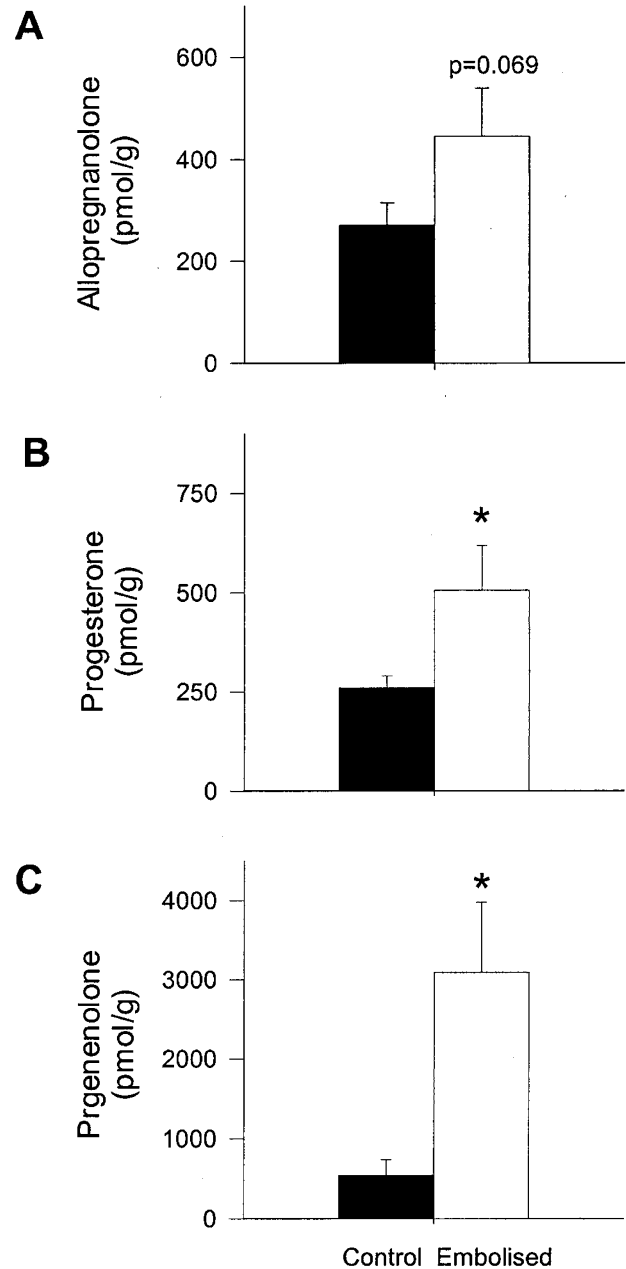 A
Allopregnanolone
(pmol/g)
600
400
200
0
p=0.069
B
Progesterone
(pmol/g)
750
500
250
0
*
C
Prgenenolone
(pmol/g)
4000
3000
2000
1000
0
*
Control Embolised